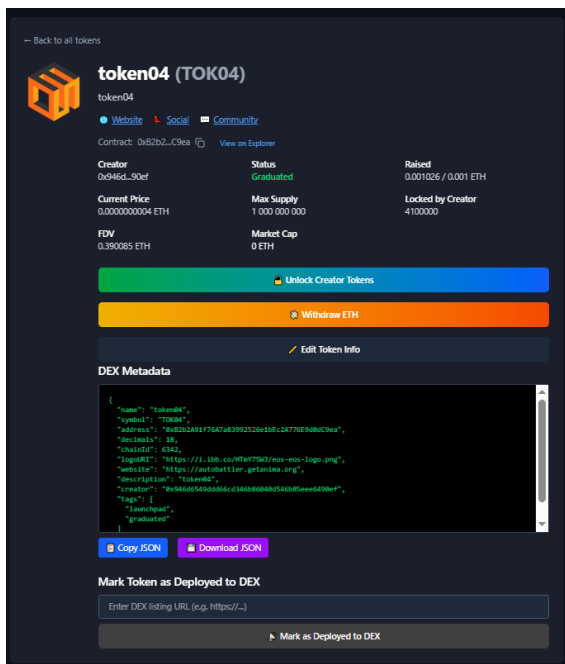 ← Back to all tokens
token04 (TOK04)
token04
Website Social Community
Contract: 0xB2b2...C9ea View on Explorer
Creator Status Raised
0x946d...90ef Graduated 0.001026 / 0.001 ETH
Current Price Max Supply Locked by Creator
0.0000000004 ETH 1 000 000 000 4100000
FDV Market Cap
0.390085 ETH 0 ETH
Unlock Creator Tokens
Withdraw ETH
Edit Token Info
DEX Metadata
{
"name": "token04",
"symbol": "TOK04",
"address": "0xB2b2A91f76A7aB3992526e1bEc2A776E9d0dC9ea",
"decimals": 18,
"chainId": 6342,
"logoURI": "https://i.ibb.co/HTmY75WJ/eos-eos-logo.png",
"website": "https://autobattler.getanima.org",
"description": "token04",
"creator": "0x946d6549ddd66cd346b86040d546b85eee6490ef",
"tags": [
"launchpad",
"graduated"
]
Copy JSON Download JSON
Mark Token as Deployed to DEX
Enter DEX listing URL (e.g. https://...)
Mark as Deployed to DEX